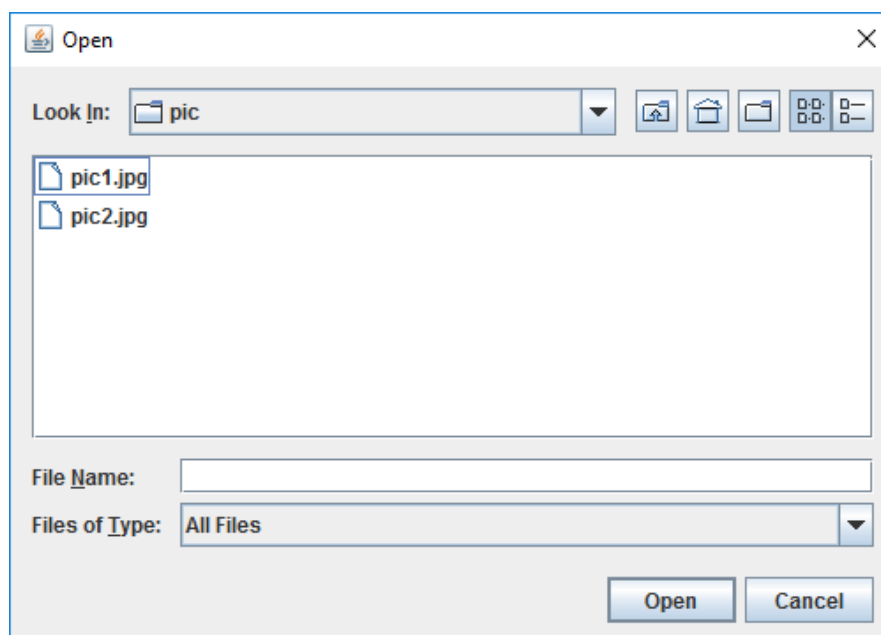 Open
Look In: pic
pic1.jpg
pic2.jpg
File Name:
Files of Type: All Files
Open Cancel